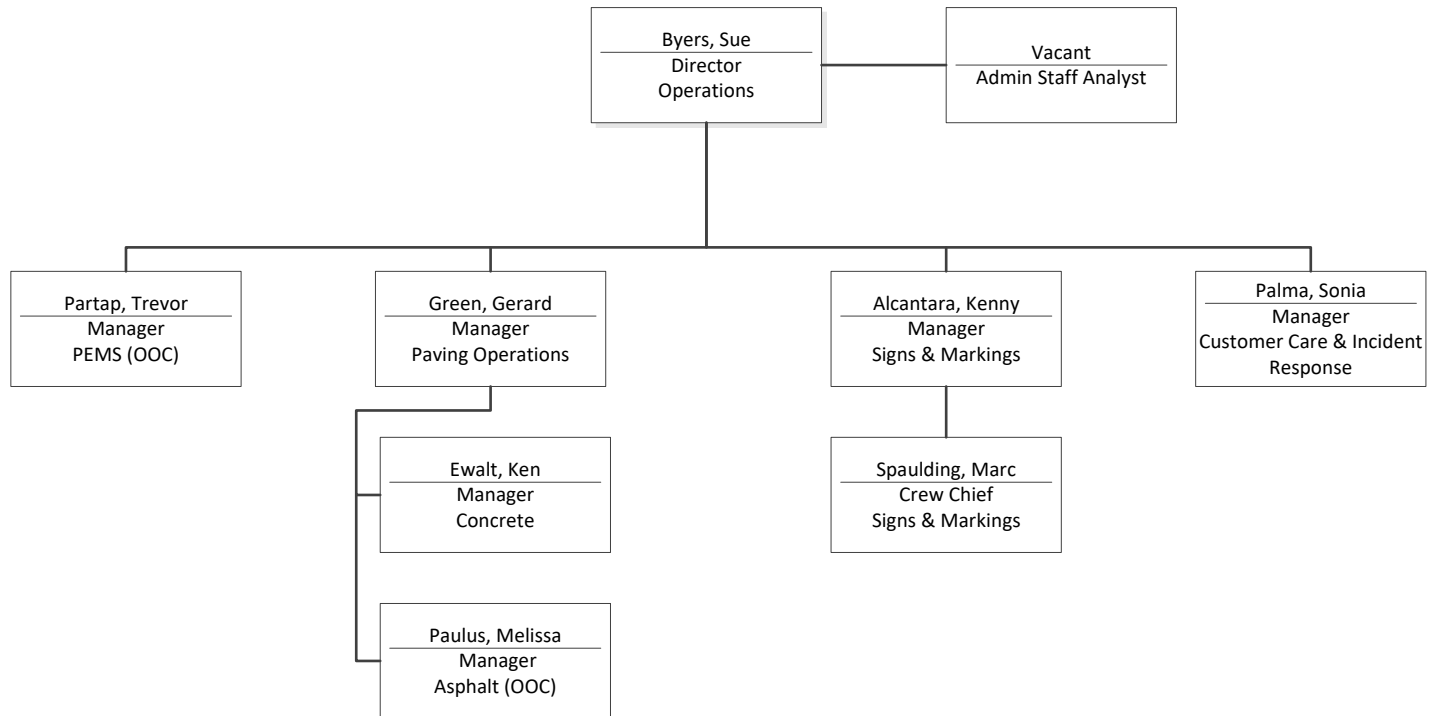 Byers, Sue
Director
Operations
Vacant
Admin Staff Analyst
Partap, Trevor
Manager
PEMS (OOC)
Green, Gerard
Manager
Paving Operations
Alcantara, Kenny
Manager
Signs & Markings
Palma, Sonia
Manager
Customer Care & Incident
Response
Ewalt, Ken
Manager
Concrete
Spaulding, Marc
Crew Chief
Signs & Markings
Paulus, Melissa
Manager
Asphalt (OOC)